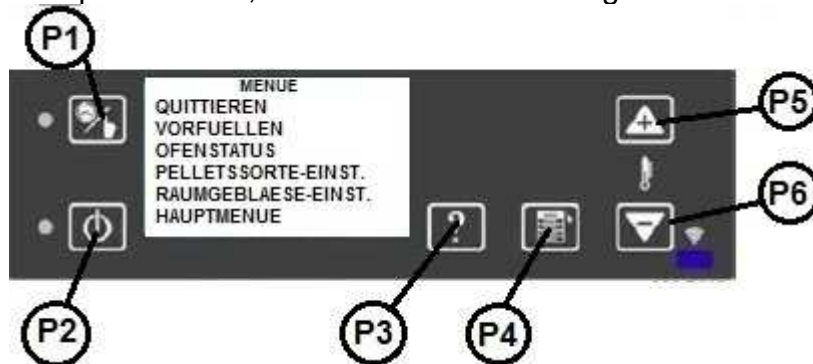 P1
MENUE
QUITTIEREN
VORFUELLEN
OFENSTATUS
PELLETSSORTE-EINST.
RAUMGEBLAESE-EINST.
HAUPTMENUE
+
P5
?
−
P6
P2
P3
P4